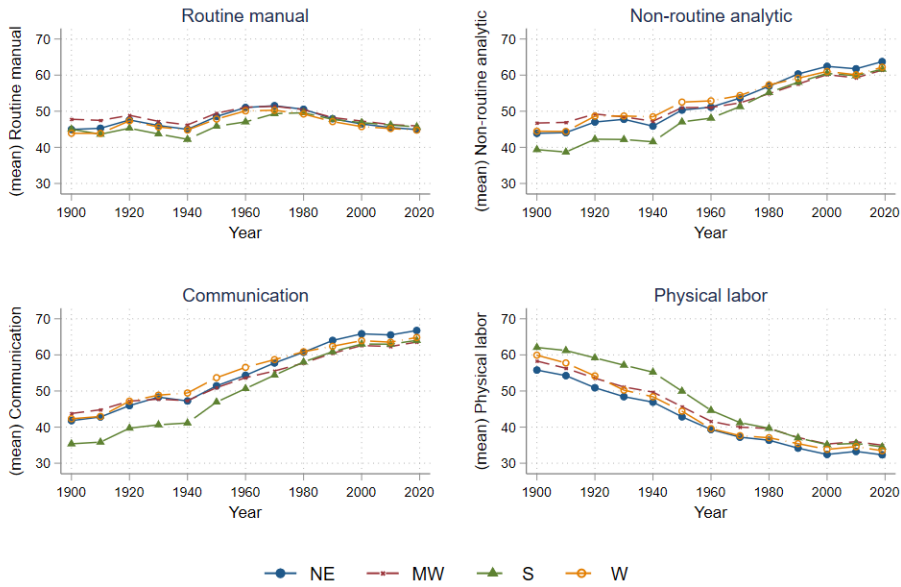 Routine manual
(mean) Routine manual
70
60
50
40
30
1900 1920 1940 1960 1980 2000 2020
Year
Non-routine analytic
(mean) Non-routine analytic
70
60
50
40
30
1900 1920 1940 1960 1980 2000 2020
Year
Communication
(mean) Communication
70
60
50
40
30
1900 1920 1940 1960 1980 2000 2020
Year
Physical labor
(mean) Physical labor
70
60
50
40
30
1900 1920 1940 1960 1980 2000 2020
Year
NE MW S W